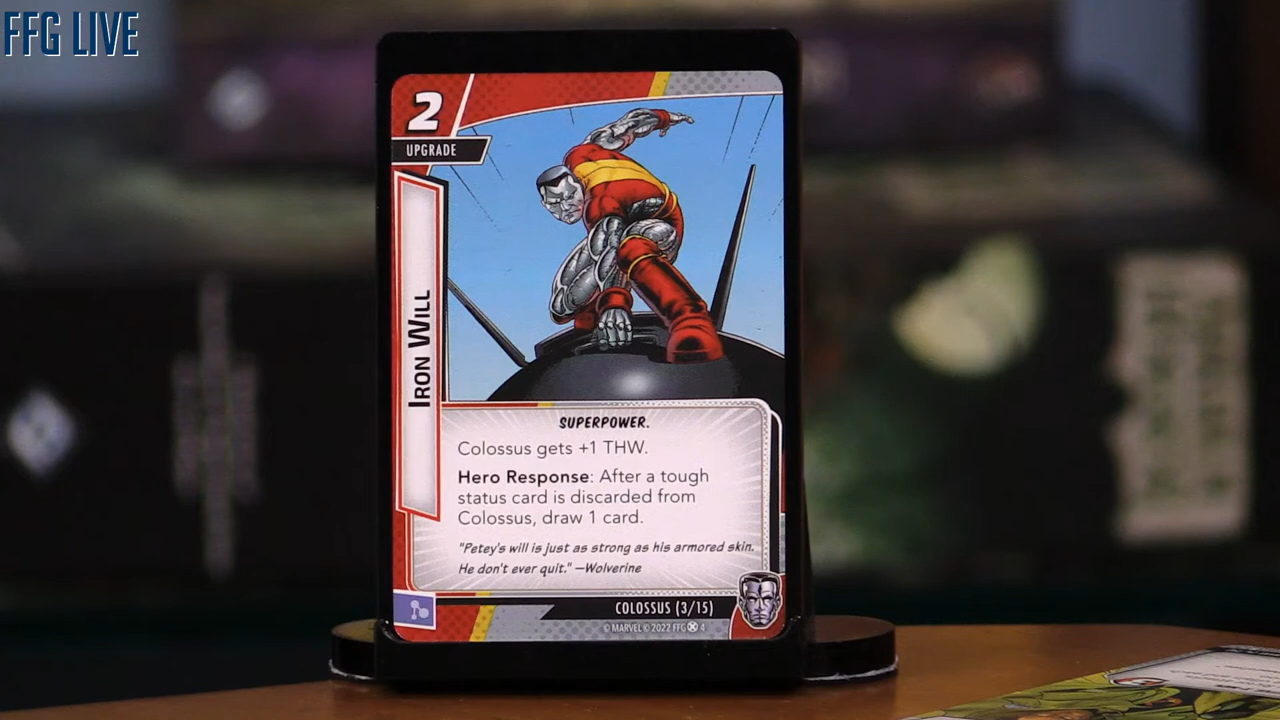 FFG LIVE
2
UPGRADE
IRON WILL
SUPERPOWER.
Colossus gets +1 THW.
Hero Response: After a tough
status card is discarded from
Colossus, draw 1 card.
"Petey's will is just as strong as his armored skin.
He don't ever quit." —Wolverine
COLOSSUS (3/15)
© MARVEL © 2022 FFG 4